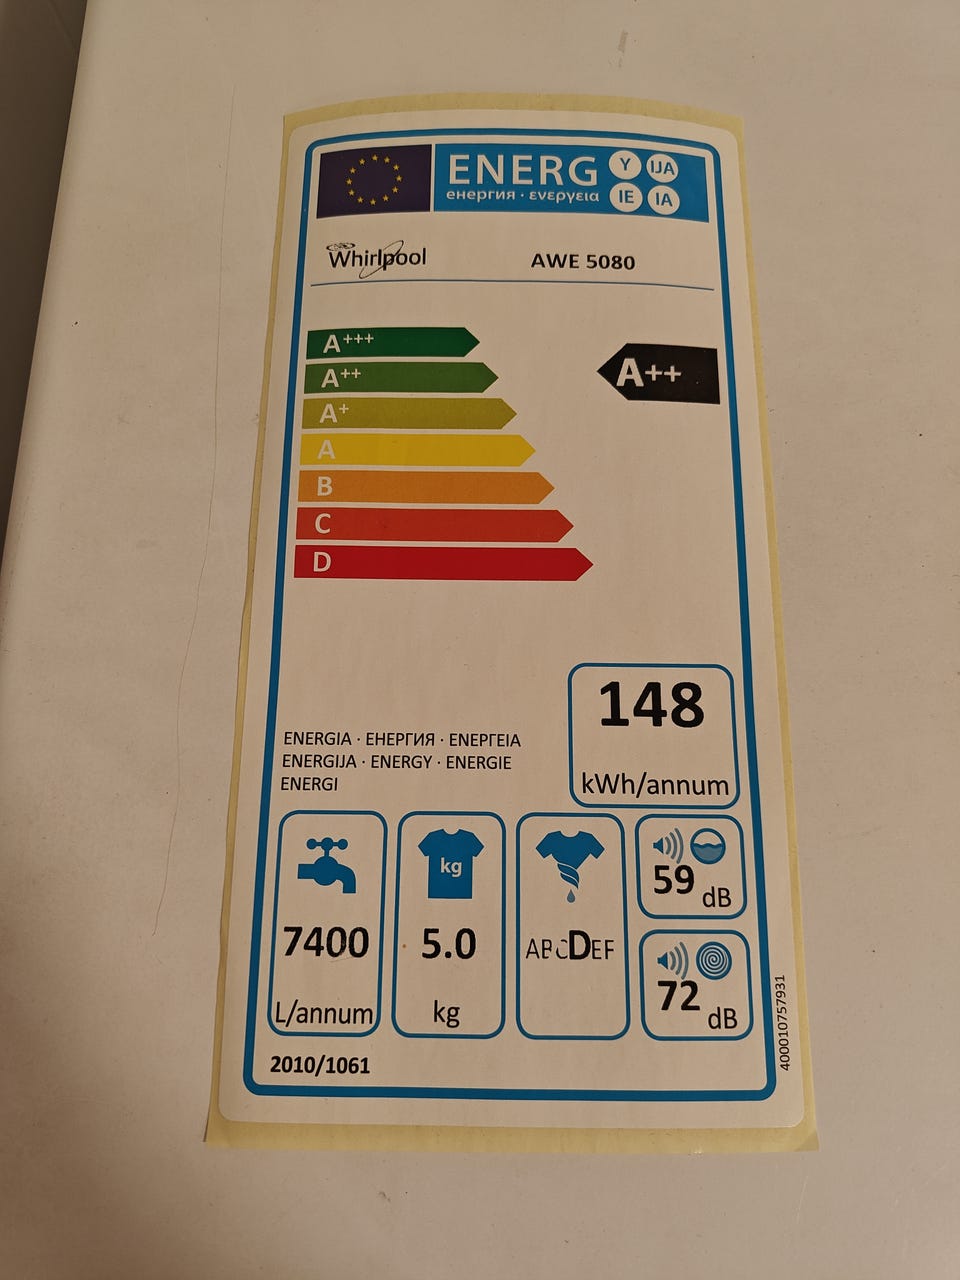 ENERG Y IJA
енергия · ενεργεια IE IA
Whirlpool AWE 5080
A+++
A++ A++
A+
A
B
C
D
148
kWh/annum
ENERGIA · ЕНЕРГИЯ · ΕΝΕΡΓΕΙΑ
ENERGIJA · ENERGY · ENERGIE
ENERGI
kg
59 dB
7400 5.0 ABCDEF
72 dB
L/annum kg
2010/1061
400010757931